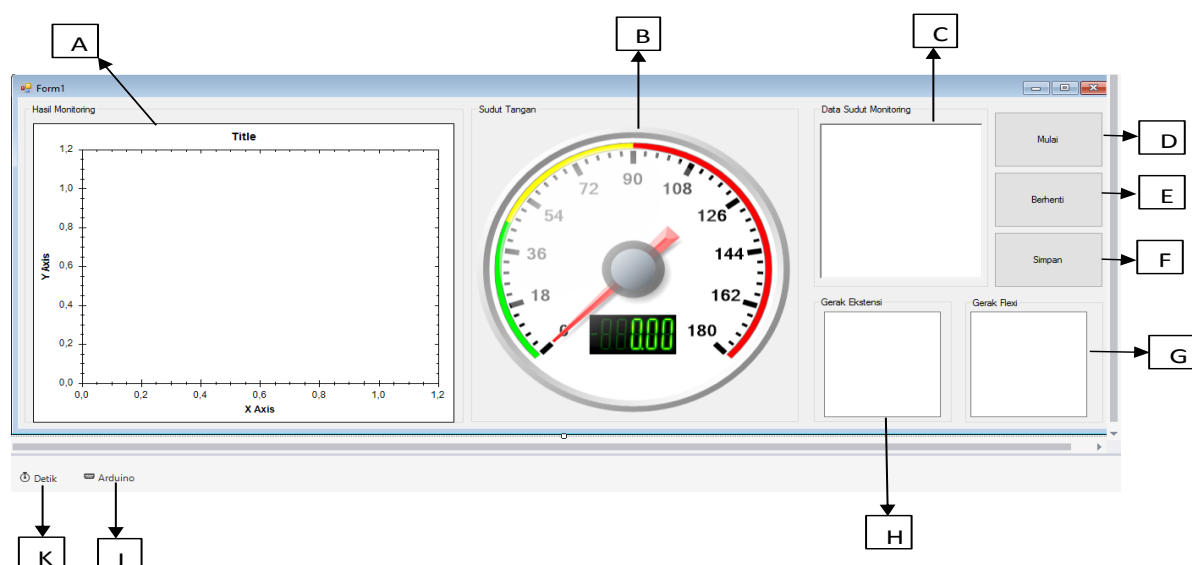 A
B
C
Form1
Hasil Monitoring
Sudut Tangan
Data Sudut Monitoring
Title
Y Axis
1,2
1,0
0,8
0,6
0,4
0,2
0,0
0,0 0,2 0,4 0,6 0,8 1,0 1,2
X Axis
0
18
36
54
72
90
108
126
144
162
180
0.00
Mulai
D
Berhenti
E
Simpan
F
Gerak Ekstensi
Gerak Flexi
G
H
Detik
Arduino
K